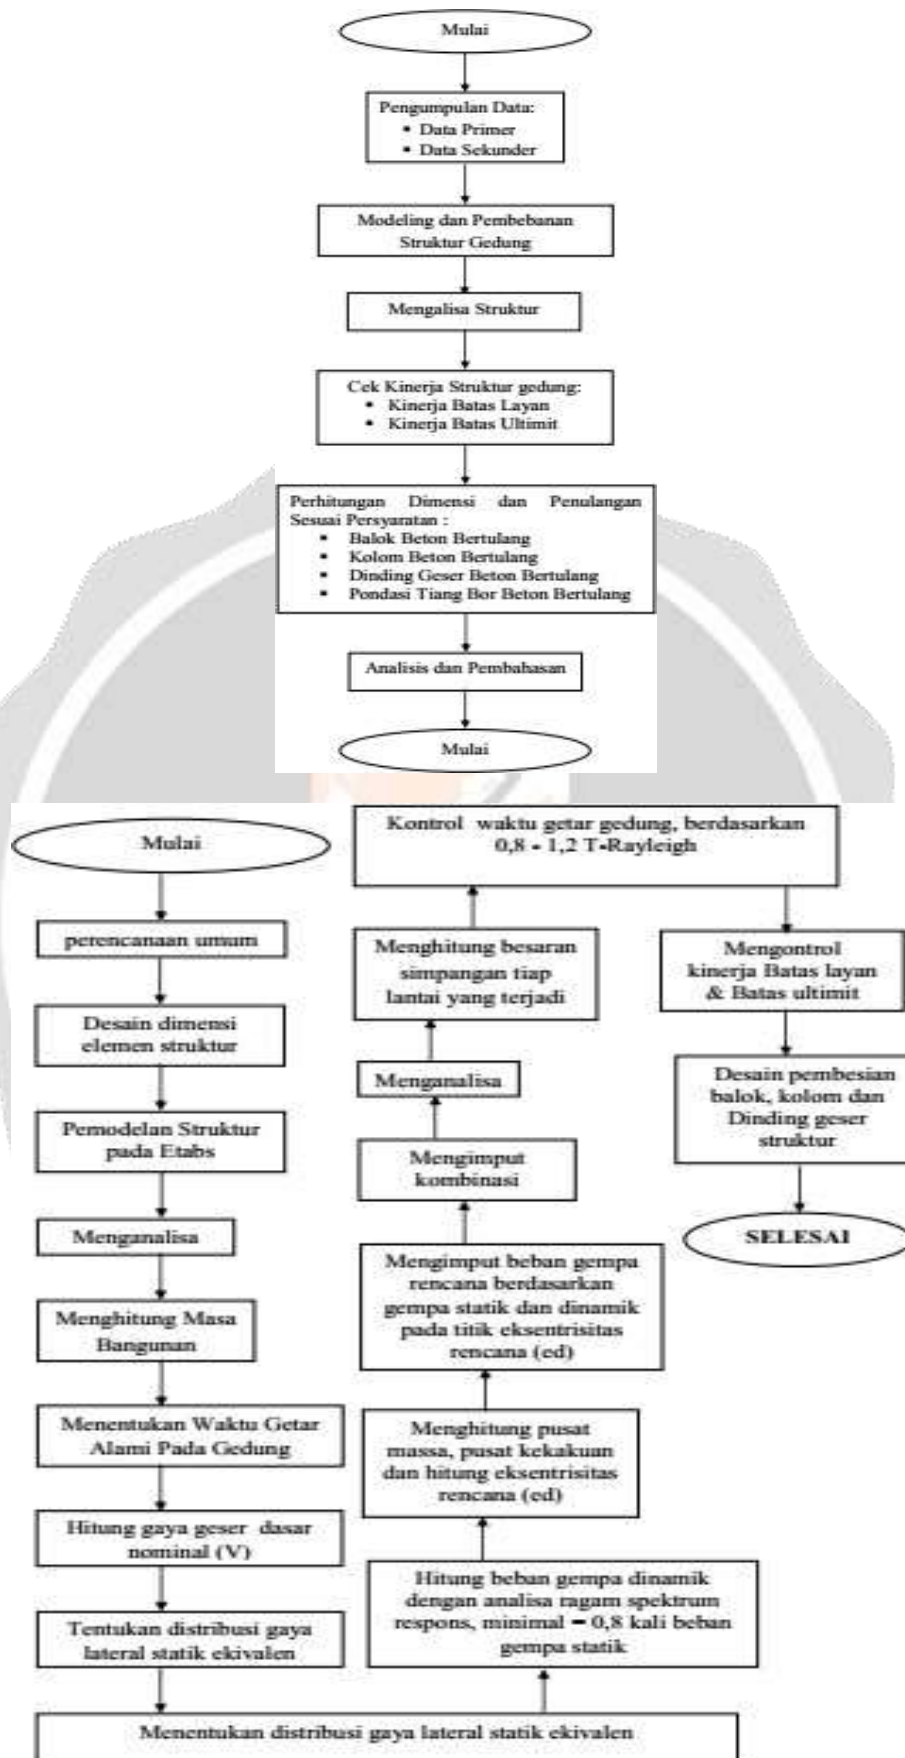 Mulai
Pengumpulan Data:
▪ Data Primer
▪ Data Sekunder
Modeling dan Pembebanan
Struktur Gedung
Mengalisa Struktur
Cek Kinerja Struktur gedung:
▪ Kinerja Batas Layan
▪ Kinerja Batas Ultimit
Perhitungan Dimensi dan Penulangan
Sesuai Persyaratan :
▪ Balok Beton Bertulang
▪ Kolom Beton Bertulang
▪ Dinding Geser Beton Bertulang
▪ Pondasi Tiang Bor Beton Bertulang
Analisis dan Pembahasan
Mulai
Mulai
perencanaan umum
Desain dimensi
elemen struktur
Pemodelan Struktur
pada Etabs
Menganalisa
Menghitung Masa
Bangunan
Menentukan Waktu Getar
Alami Pada Gedung
Hitung gaya geser dasar
nominal (V)
Tentukan distribusi gaya
lateral statik ekivalen
Menentukan distribusi gaya lateral statik ekivalen
Hitung beban gempa dinamik
dengan analisa ragam spektrum
respons, minimal = 0,8 kali beban
gempa statik
Menghitung pusat
massa, pusat kekakuan
dan hitung eksentrisitas
rencana (ed)
Mengimput beban gempa
rencana berdasarkan
gempa statik dan dinamik
pada titik eksentrisitas
rencana (ed)
Mengimput
kombinasi
Menganalisa
Menghitung besaran
simpangan tiap
lantai yang terjadi
Kontrol waktu getar gedung, berdasarkan
0,8 - 1,2 T-Rayleigh
Mengontrol
kinerja Batas layan
& Batas ultimit
Desain pembesian
balok, kolom dan
Dinding geser
struktur
SELESAI